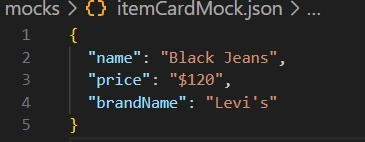 mocks > {} itemCardMock.json > ...
1 {
2 "name": "Black Jeans",
3 "price": "$120",
4 "brandName": "Levi's"
5 }